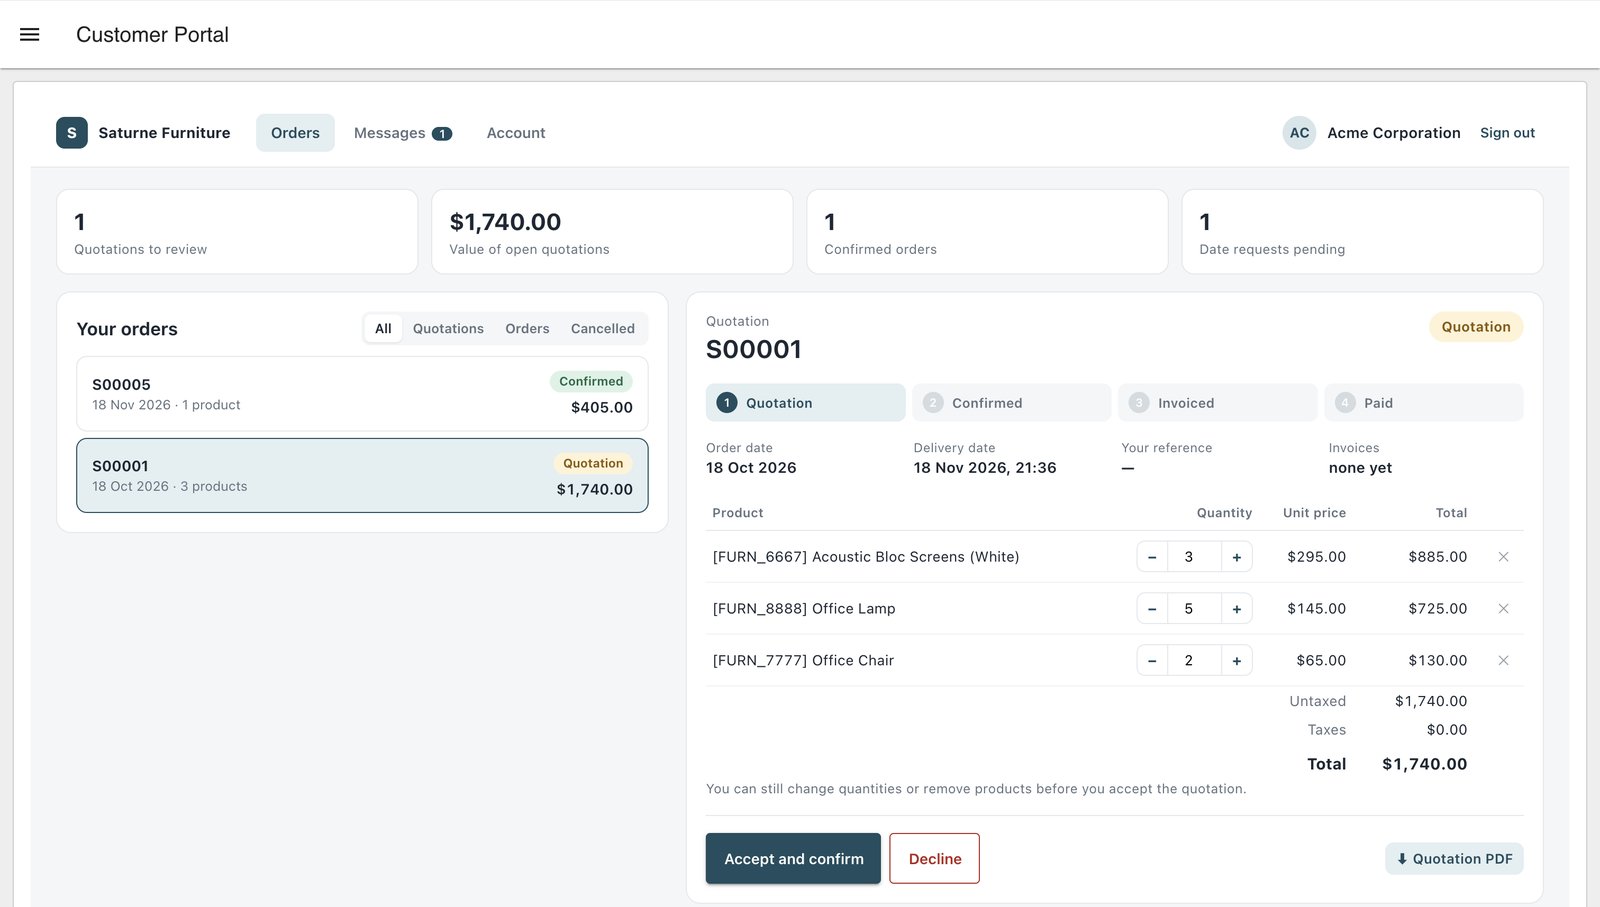 Customer Portal
S Saturne Furniture Orders Messages 1 Account AC Acme Corporation Sign out
1
Quotations to review
$1,740.00
Value of open quotations
1
Confirmed orders
1
Date requests pending
Your orders All Quotations Orders Cancelled
S00005 Confirmed
18 Nov 2026 · 1 product $405.00
S00001 Quotation
18 Oct 2026 · 3 products $1,740.00
Quotation
S00001
Quotation
1 Quotation 2 Confirmed 3 Invoiced 4 Paid
Order date Delivery date Your reference Invoices
18 Oct 2026 18 Nov 2026, 21:36 — none yet
Product Quantity Unit price Total
[FURN_6667] Acoustic Bloc Screens (White) − 3 + $295.00 $885.00 ×
[FURN_8888] Office Lamp − 5 + $145.00 $725.00 ×
[FURN_7777] Office Chair − 2 + $65.00 $130.00 ×
Untaxed $1,740.00
Taxes $0.00
Total $1,740.00
You can still change quantities or remove products before you accept the quotation.
Accept and confirm Decline ⬇ Quotation PDF